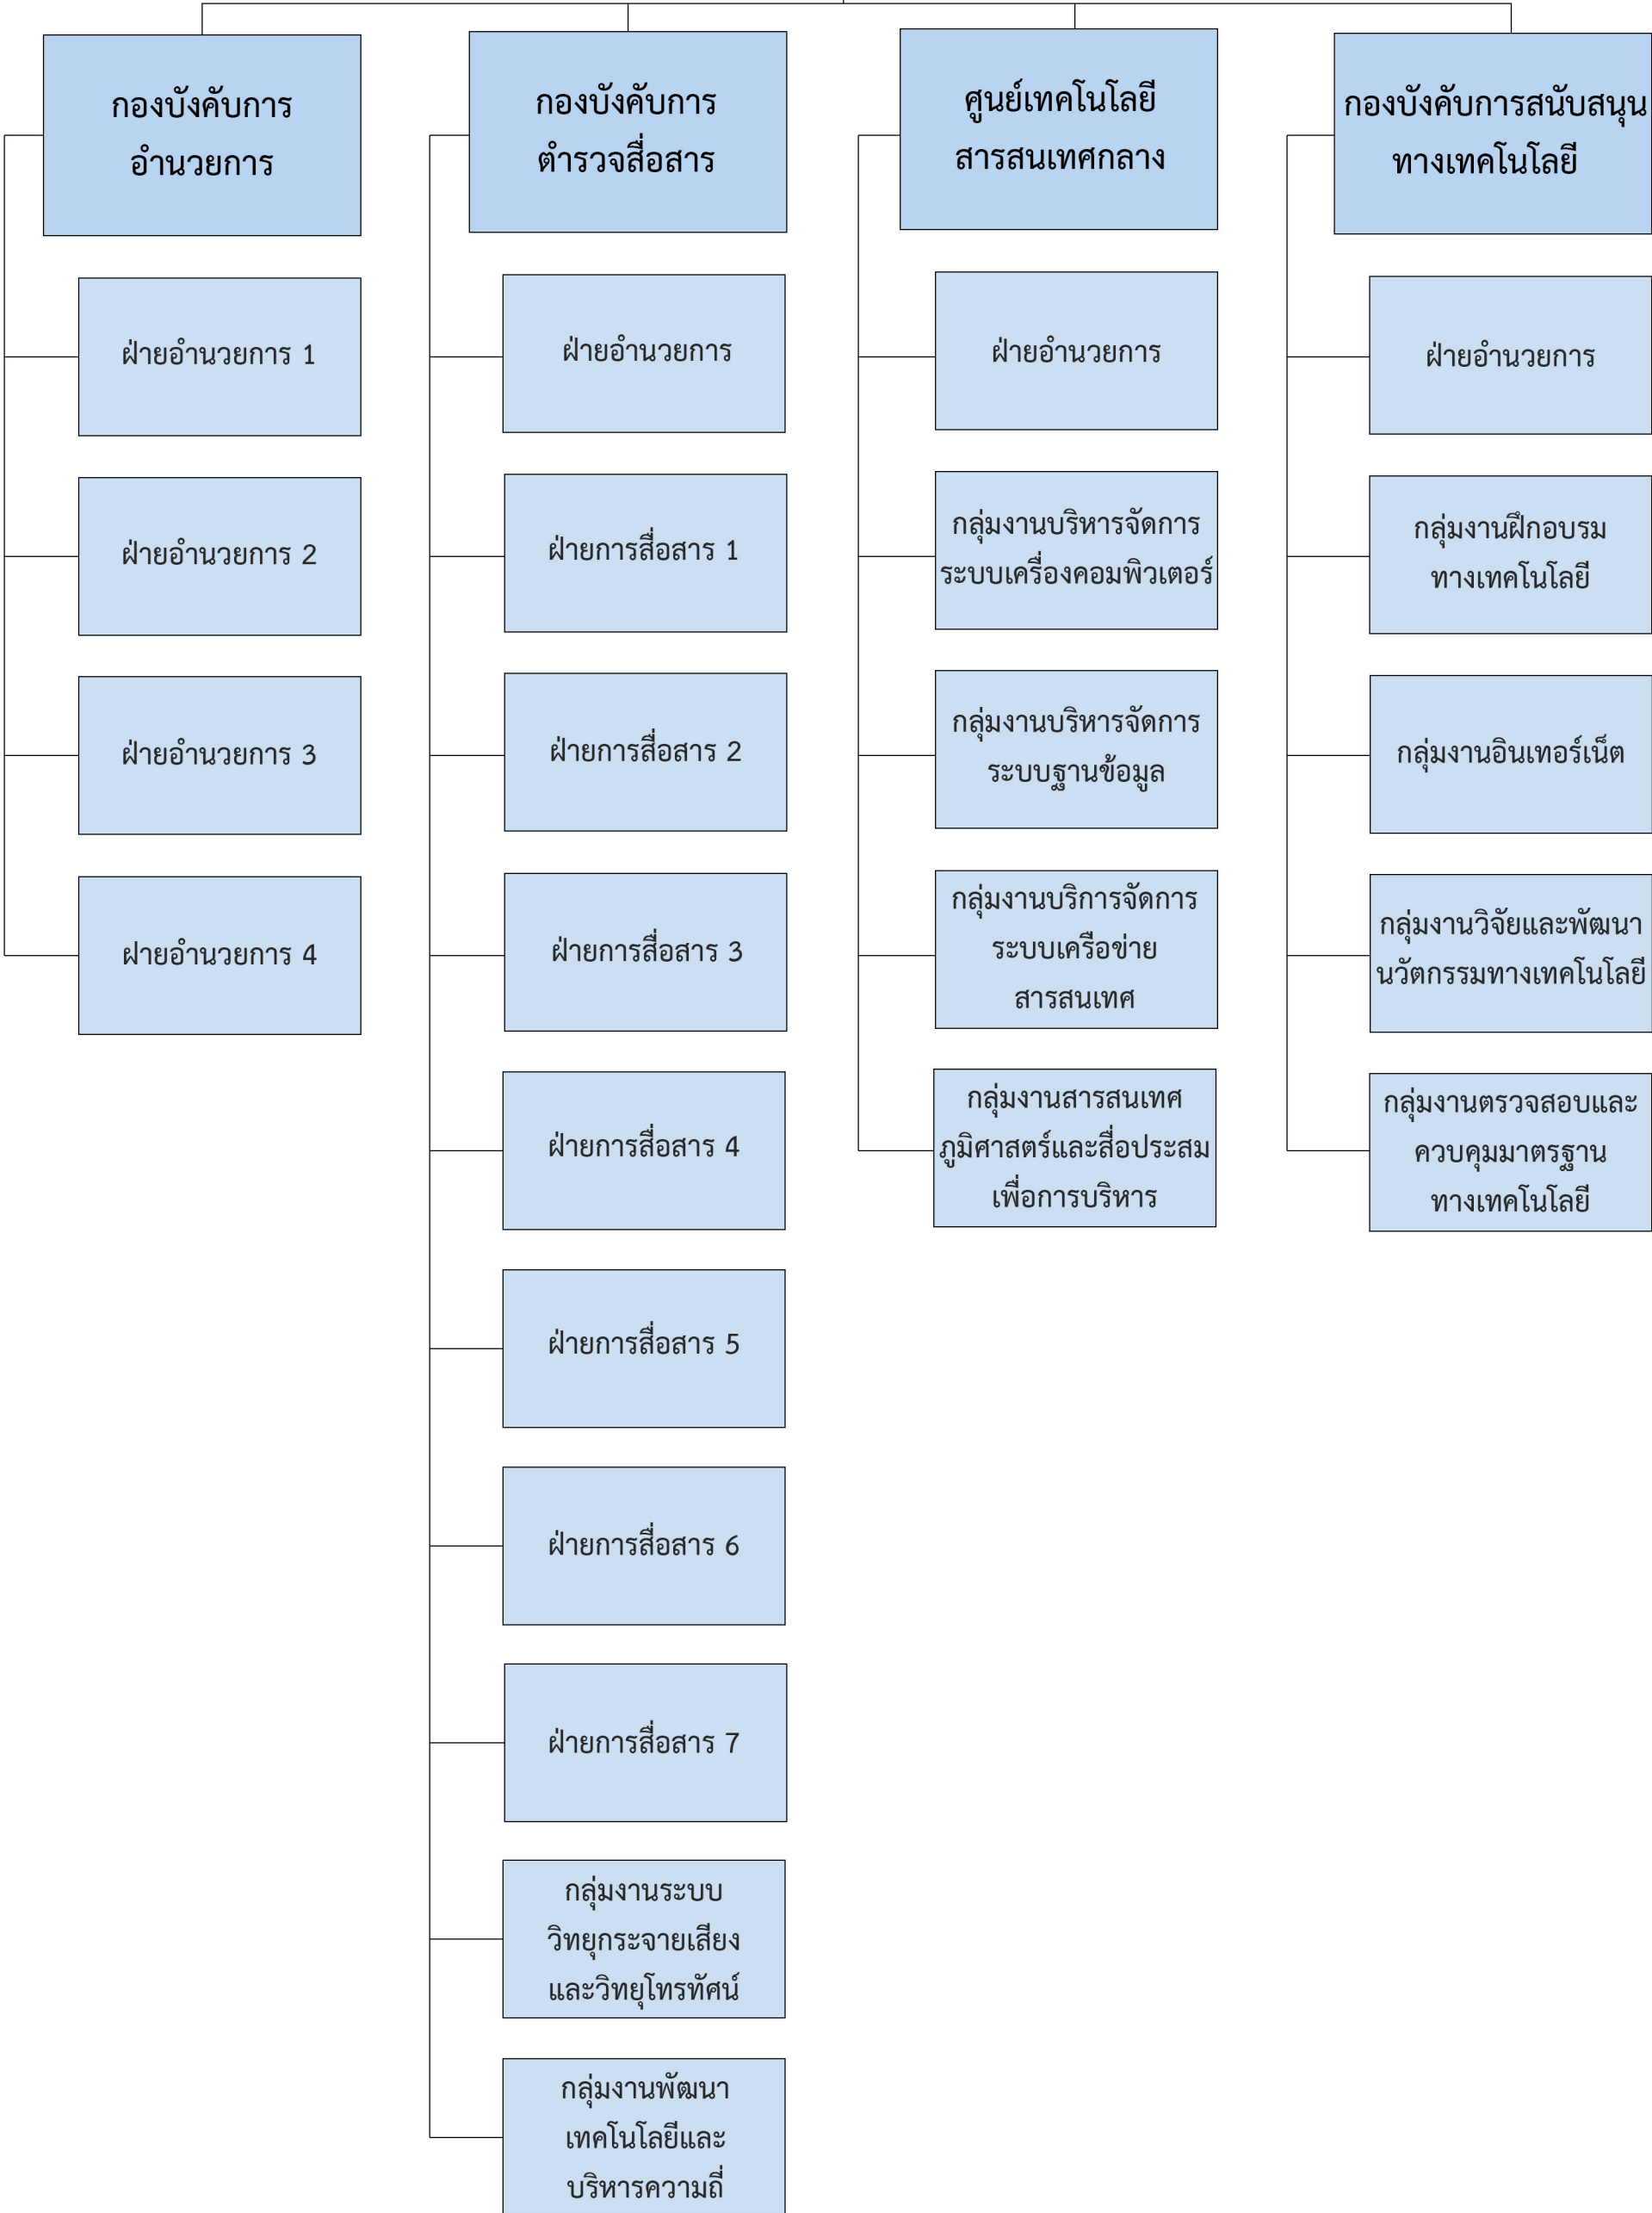 กองบังคับการ
อำนวยการ
ฝ่ายอำนวยการ 1
ฝ่ายอำนวยการ 2
ฝ่ายอำนวยการ 3
ฝายอำนวยการ 4
กองบังคับการ
ตำรวจสื่อสาร
ฝ่ายอำนวยการ
ฝ่ายการสื่อสาร 1
ฝ่ายการสื่อสาร 2
ฝ่ายการสื่อสาร 3
ฝ่ายการสื่อสาร 4
ฝ่ายการสื่อสาร 5
ฝ่ายการสื่อสาร 6
ฝ่ายการสื่อสาร 7
กลุ่มงานระบบ
วิทยุกระจายเสียง
และวิทยุโทรทัศน์
กลุ่มงานพัฒนา
เทคโนโลยีและ
บริหารความถี่
ศูนย์เทคโนโลยี
สารสนเทศกลาง
ฝ่ายอำนวยการ
กลุ่มงานบริหารจัดการ
ระบบเครื่องคอมพิวเตอร์
กลุ่มงานบริหารจัดการ
ระบบฐานข้อมูล
กลุ่มงานบริการจัดการ
ระบบเครือข่าย
สารสนเทศ
กลุ่มงานสารสนเทศ
ภูมิศาสตร์และสื่อประสม
เพื่อการบริหาร
กองบังคับการสนับสนุน
ทางเทคโนโลยี
ฝ่ายอำนวยการ
กลุ่มงานฝึกอบรม
ทางเทคโนโลยี
กลุ่มงานอินเทอร์เน็ต
กลุ่มงานวิจัยและพัฒนา
นวัตกรรมทางเทคโนโลยี
กลุ่มงานตรวจสอบและ
ควบคุมมาตรฐาน
ทางเทคโนโลยี